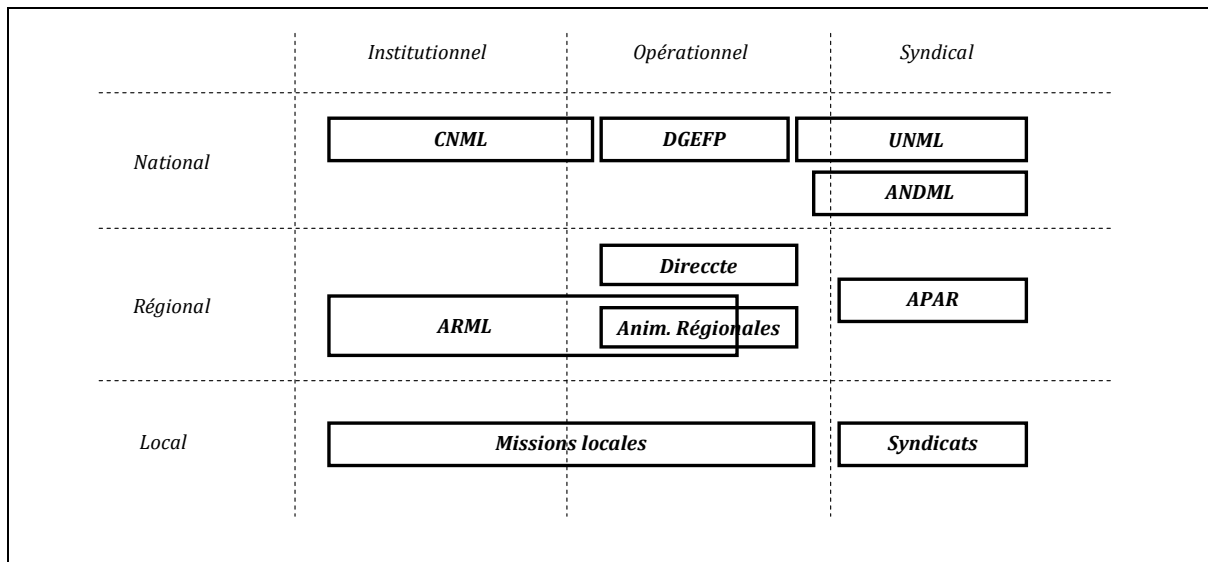 Institutionnel Opérationnel Syndical
CNML DGEFP UNML
National
ANDML
Direccte
Régional APAR
ARML Anim. Régionales
Local Missions locales Syndicats